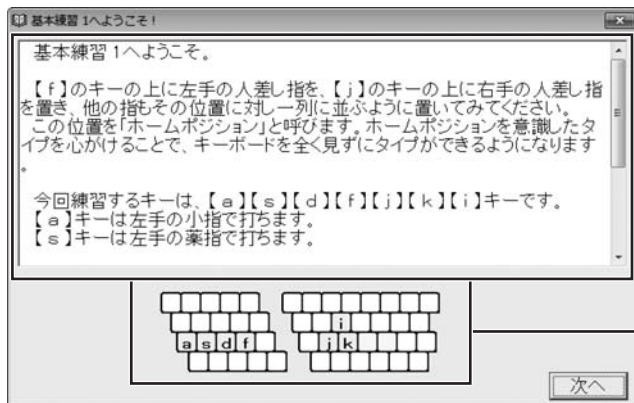 基本練習 1へようこそ！
基本練習 1へようこそ。
【f】のキーの上に左手の人差し指を、【j】のキーの上に右手の人差し指
を置き、他の指もその位置に対し一列に並ぶように置いてみてください。
この位置を「ホームポジション」と呼びます。ホームポジションを意識したタ
イプを心がけることで、キーボードを全く見ずにタイプができるようになります
。
今回練習するキーは、【a】【s】【d】【f】【j】【k】【i】キーです。
【a】キーは左手の小指で打ちます。
【s】キーは左手の薬指で打ちます。
i
a s d f j k
次へ